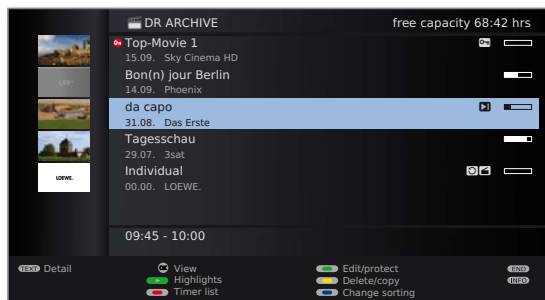 DR ARCHIVE free capacity 68:42 hrs
Top-Movie 1
15.09. Sky Cinema HD
Bon(n) jour Berlin
14.09. Phoenix
da capo
31.08. Das Erste
Tagesschau
29.07. 3sat
Individual
00.00. LOEWE.
LOEWE.
09:45 - 10:00
TEXT Detail OK View Edit/protect END
Highlights Delete/copy INFO
Timer list Change sorting